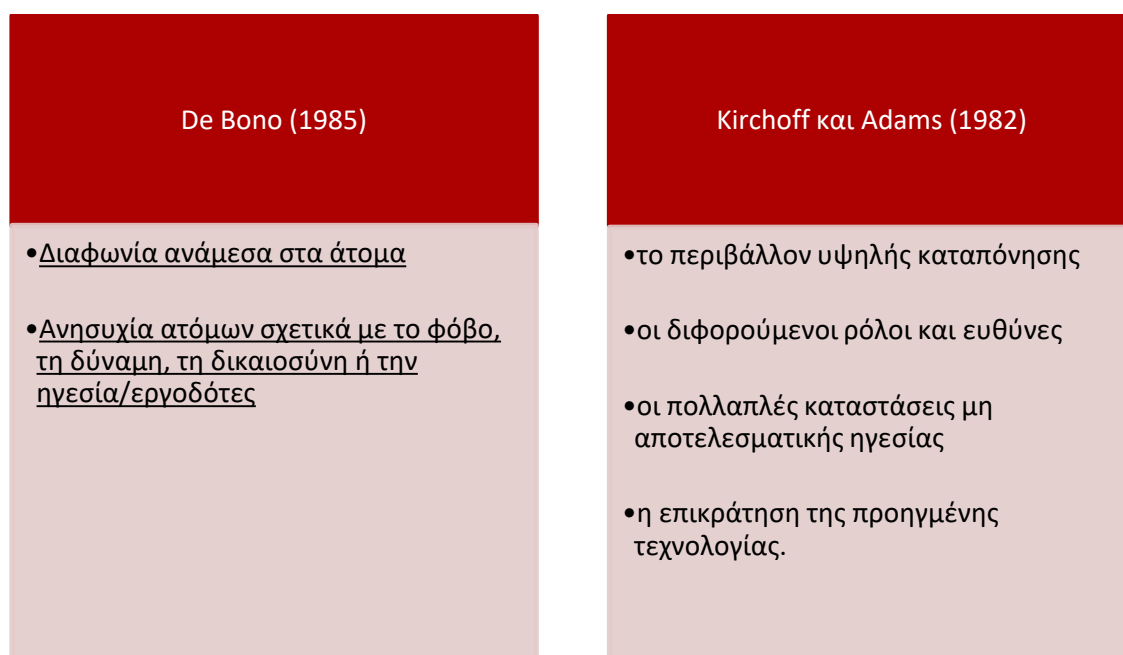 De Bono (1985)
•Διαφωνία ανάμεσα στα άτομα
•Ανησυχία ατόμων σχετικά με το φόβο,
τη δύναμη, τη δικαιοσύνη ή την
ηγεσία/εργοδότες
Kirchoff και Adams (1982)
•το περιβάλλον υψηλής καταπόνησης
•οι διφορούμενοι ρόλοι και ευθύνες
•οι πολλαπλές καταστάσεις μη
αποτελεσματικής ηγεσίας
•η επικράτηση της προηγμένης
τεχνολογίας.